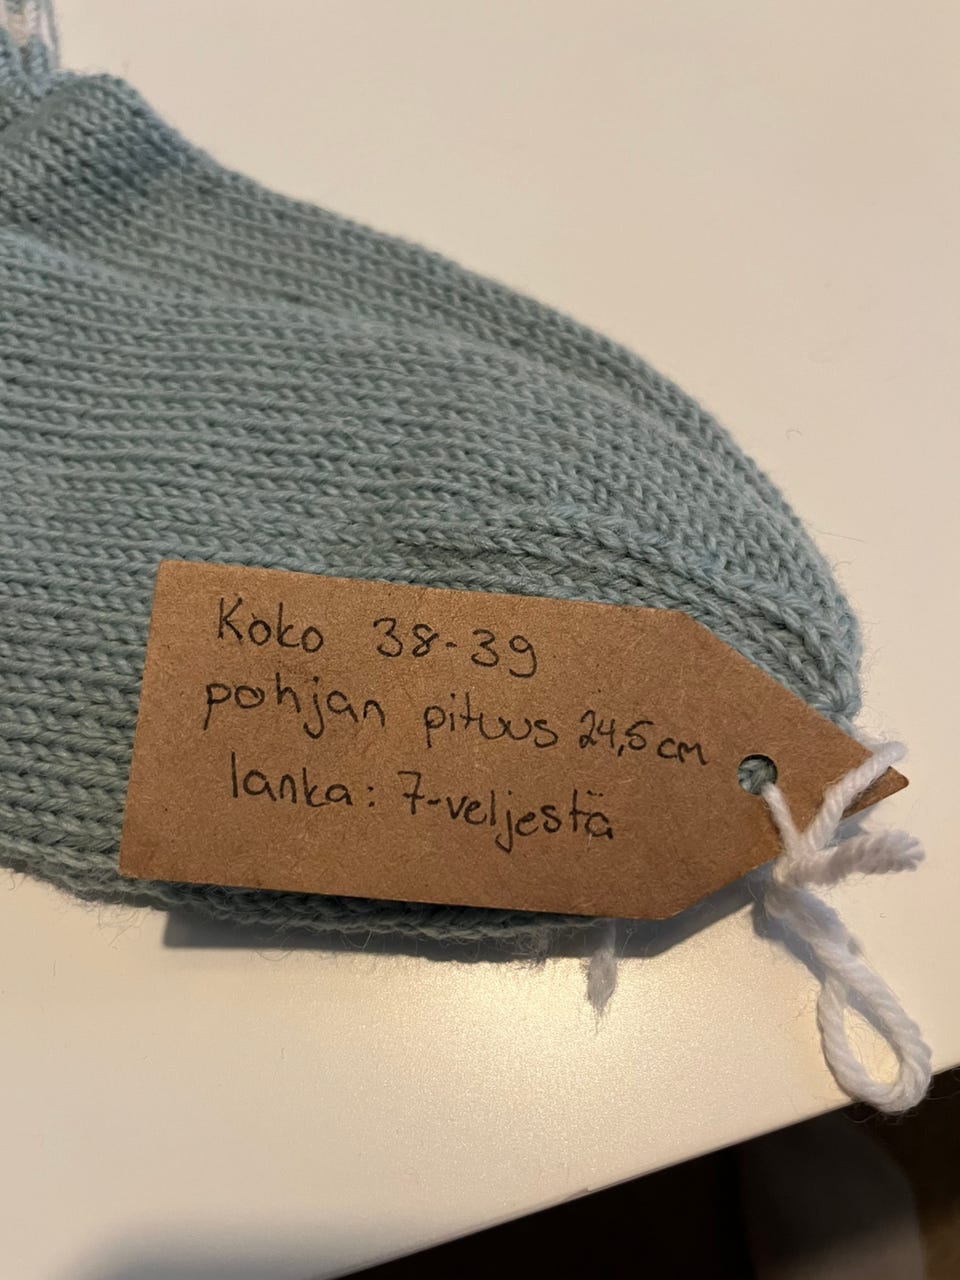 Koko 38-39
pohjan pituus 24,5 cm
lanka: 7-veljestä